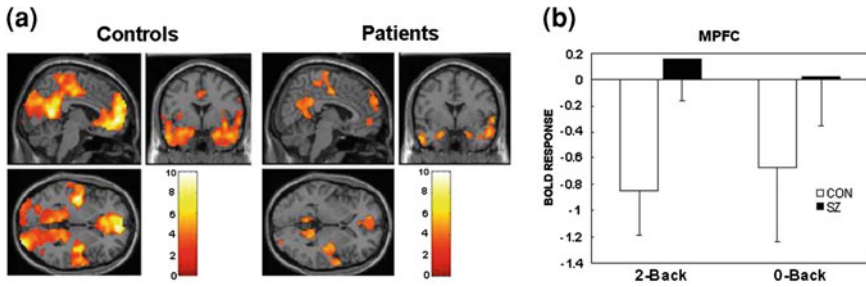 (a)
Controls
Patients
10
8
6
4
2
0
10
8
6
4
2
0
(b)
MPFC
BOLD RESPONSE
0.2
0
-0.2
-0.4
-0.6
-0.8
-1
-1.2
-1.4
CON
SZ
2-Back
0-Back